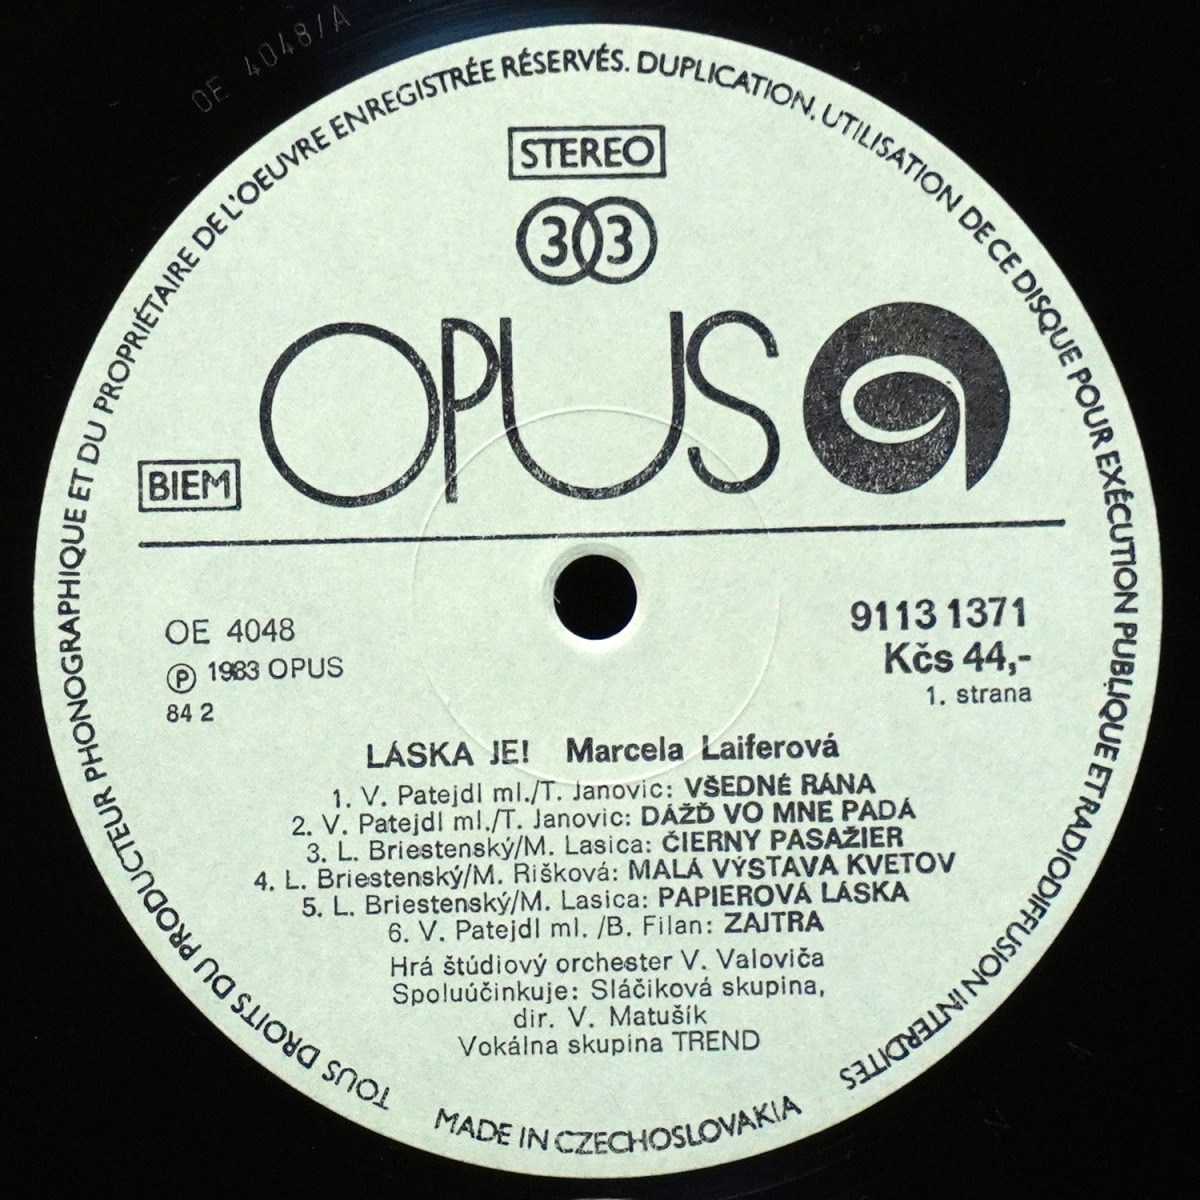 OE 4048/A
TOUS DROITS DU PRODUCTEUR PHONOGRAPHIQUE ET DU PROPRIÉTAIRE DE L'OEUVRE ENREGISTRÉE RÉSERVÉS. DUPLICATION. UTILISATION DE CE DISQUE POUR EXÉCUTION PUBLIQUE ET RADIODIFFUSION INTERDITES
STEREO
33
OPUS
BIEM
OE 4048
Ⓟ 1983 OPUS
84 2
9113 1371
Kčs 44,-
1. strana
LÁSKA JE! Marcela Laiferová
1. V. Patejdl ml./T. Janovic: VŠEDNÉ RÁNA
2. V. Patejdl ml./T. Janovic: DÁŽĎ VO MNE PADÁ
3. L. Briestenský/M. Lasica: ČIERNY PASAŽIER
4. L. Briestenský/M. Rišková: MALÁ VÝSTAVA KVETOV
5. L. Briestenský/M. Lasica: PAPIEROVÁ LÁSKA
6. V. Patejdl ml. /B. Filan: ZAJTRA
Hrá štúdiový orchester V. Valoviča
Spoluúčinkuje: Sláčiková skupina,
dir. V. Matušík
Vokálna skupina TREND
MADE IN CZECHOSLOVAKIA